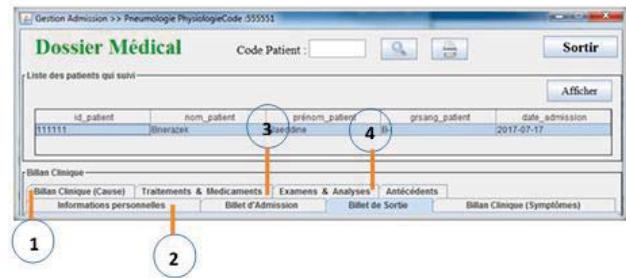 Gestion Admission >> Pneumologie PhysiologieCode :555551
Dossier Médical Code Patient : Sortir
Liste des patients qui suivi
Afficher
id_patient nom_patient prénom_patient grsang_patient date_admission
111111 Bnerazek 3 laeddine 4 B- 2017-07-17
Billan Clinique
Billan Clinique (Cause) Traitements & Medicaments Examens & Analyses Antécédents
Informations personnelles Billet d'Admission Billet de Sortie Billan Clinique (Symptômes)
1
2